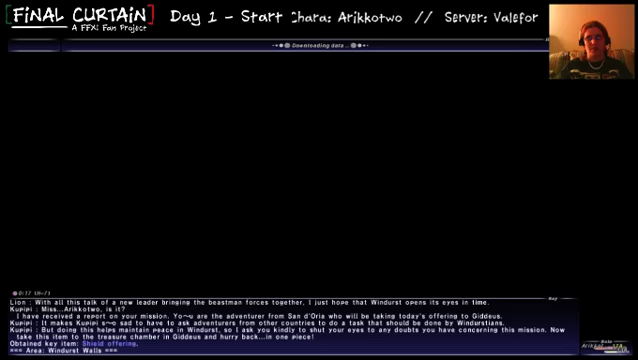 [FiNAL CURTAIN]
A FFXI Fan Project
Day 1 - Start Chara: Arikkotwo // Server: Valefor
Downloading data ...
Lion : With all this talk of a new leader bringing the beastman forces together, I just hope that Windurst opens its eyes in time.
Kupipi : Miss...Arikkotwo, is it?
I have received a report on your mission. Yo~u are the adventurer from San d'Oria who will be taking today's offering to Giddeus.
Kupipi : It makes Kupipi s~o sad to have to ask adventurers from other countries to do a task that should be done by Windurstians.
Kupipi : But doing this helps maintain peace in Windurst, so I ask you kindly to shut your eyes to any doubts you have concerning this mission. Now
take this item to the treasure chamber in Giddeus and hurry back...in one piece!
Obtained key item: Shield offering.
=== Area: Windurst Walls ===